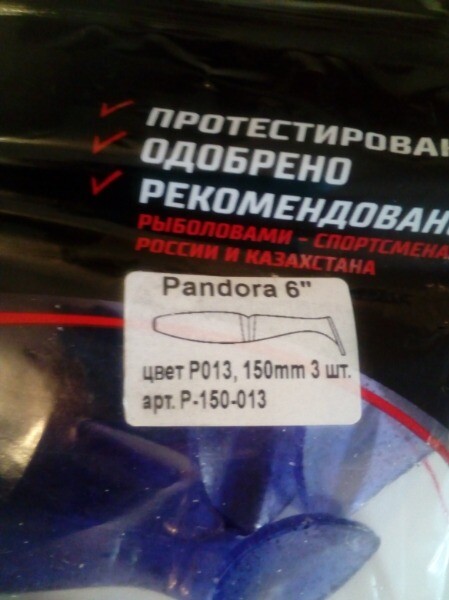 ПРОТЕСТИРОВАН
ОДОБРЕНО
РЕКОМЕНДОВАН
РЫБОЛОВАМИ - СПОРТСМЕНА
РОССИИ И КАЗАХСТАНА
Pandora 6"
цвет P013, 150mm 3 шт.
арт. P-150-013